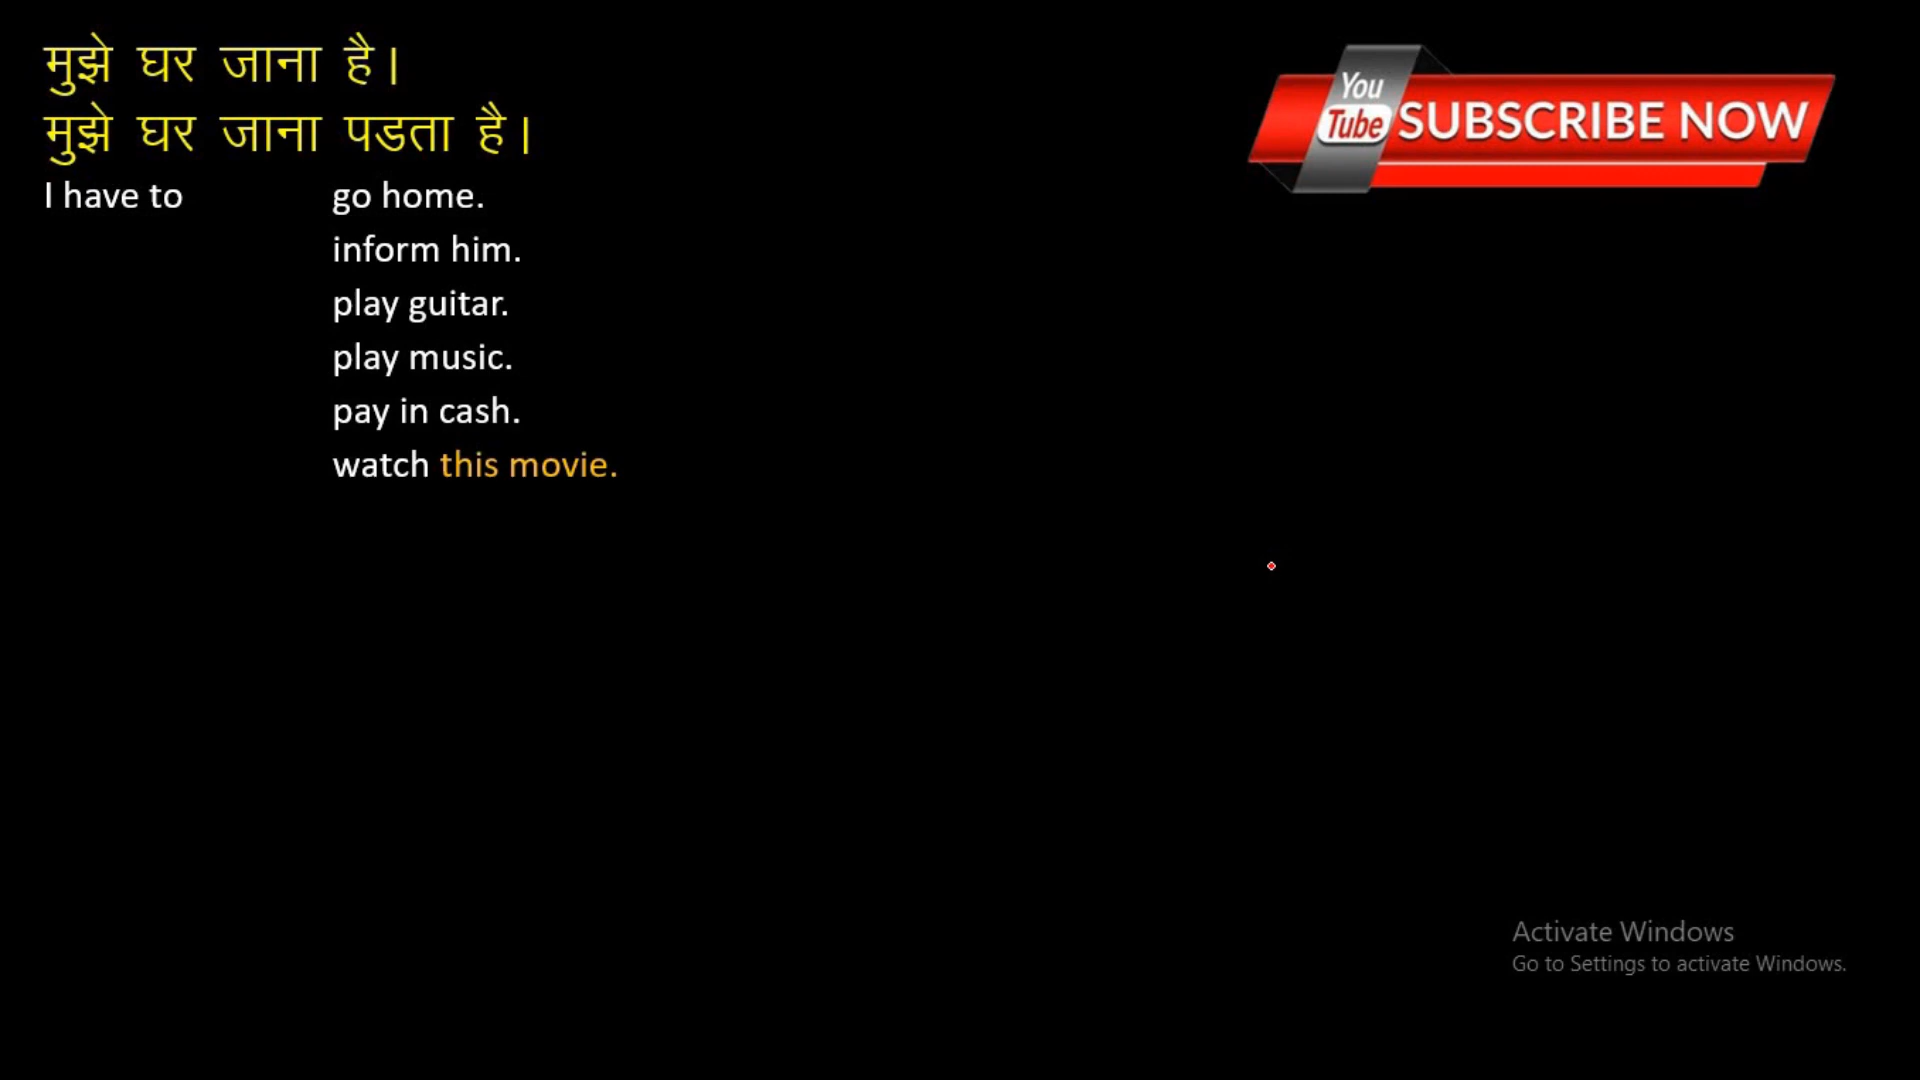 मुझे घर जाना है।
मुझे घर जाना पडता है।
I have to go home.
inform him.
play guitar.
play music.
pay in cash.
watch this movie.
You
Tube SUBSCRIBE NOW
Activate Windows
Go to Settings to activate Windows.